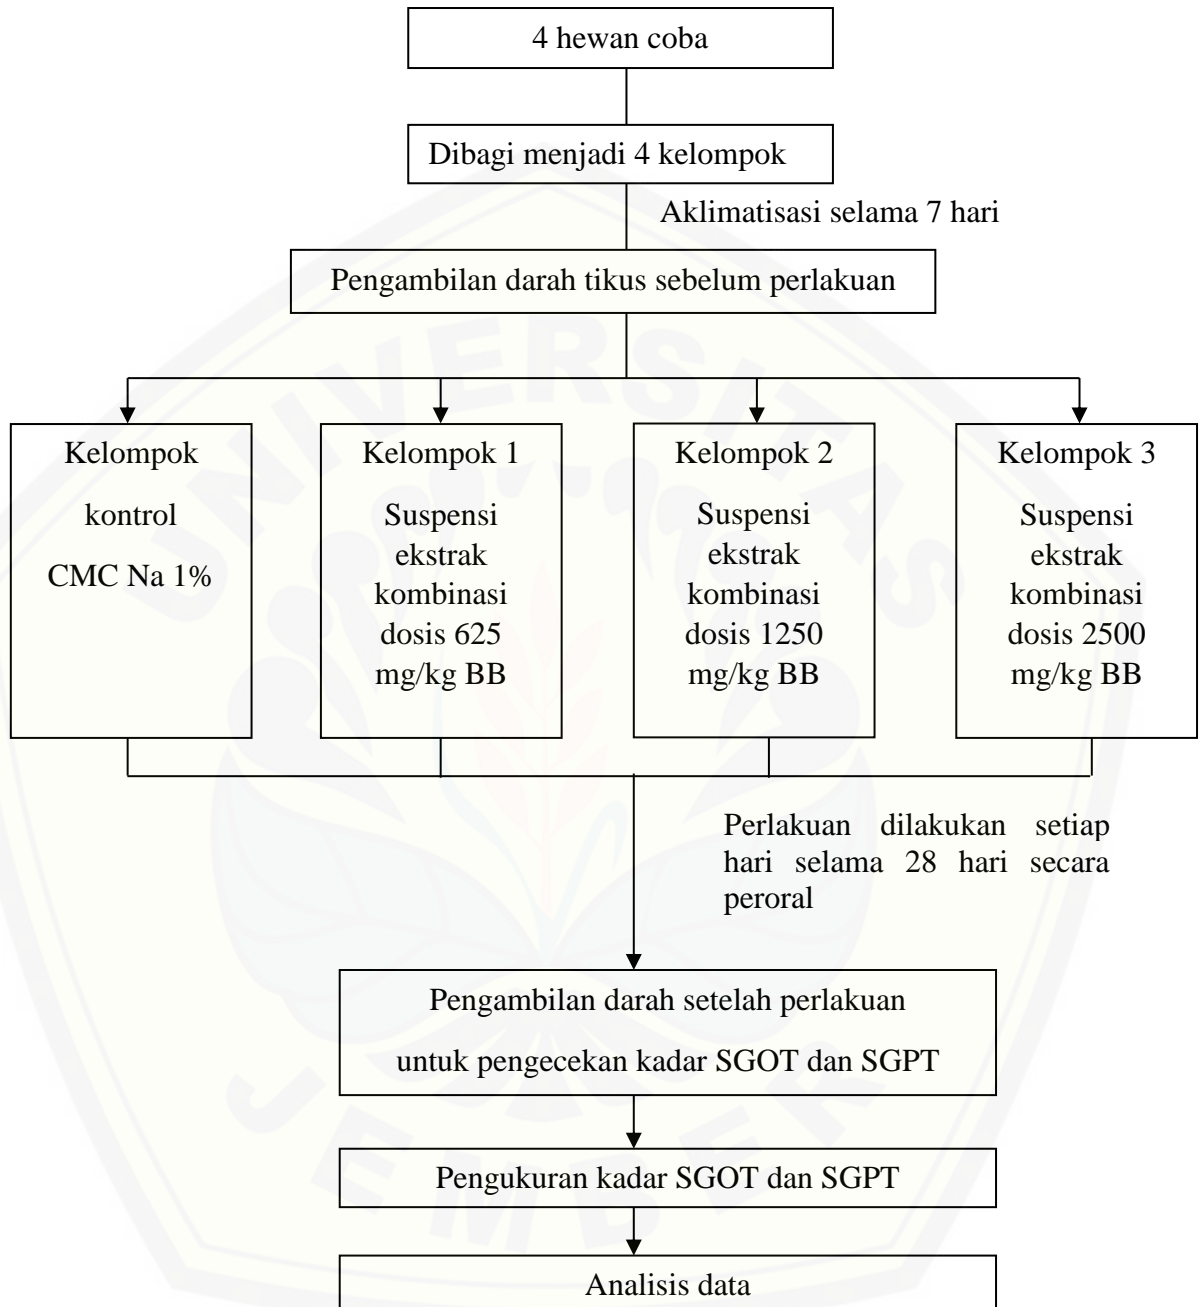 4 hewan coba
Dibagi menjadi 4 kelompok
Aklimatisasi selama 7 hari
Pengambilan darah tikus sebelum perlakuan
Kelompok
kontrol
CMC Na 1%
Kelompok 1
Suspensi
ekstrak
kombinasi
dosis 625
mg/kg BB
Kelompok 2
Suspensi
ekstrak
kombinasi
dosis 1250
mg/kg BB
Kelompok 3
Suspensi
ekstrak
kombinasi
dosis 2500
mg/kg BB
Perlakuan dilakukan setiap
hari selama 28 hari secara
peroral
Pengambilan darah setelah perlakuan
untuk pengecekan kadar SGOT dan SGPT
Pengukuran kadar SGOT dan SGPT
Analisis data
UNIVERSITAS
JEMBER